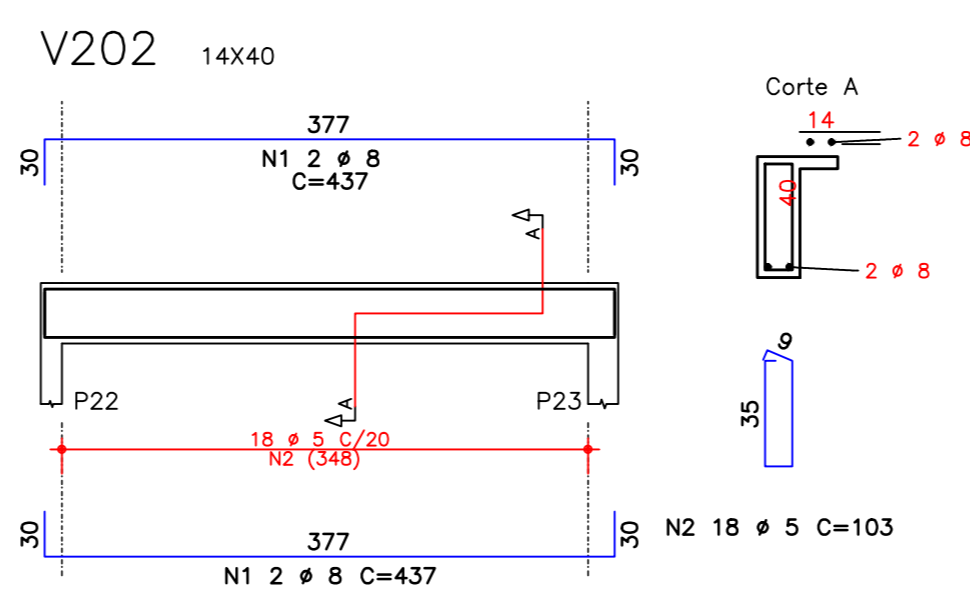 V202 14X40
Corte A
377
14
2 ø 8
30
N1 2 ø 8
30
C=437
40
A
2 ø 8
9
35
A
P22
P23
18 ø 5 C/20
N2 (348)
30
377
30
N2 18 ø 5 C=103
N1 2 ø 8 C=437